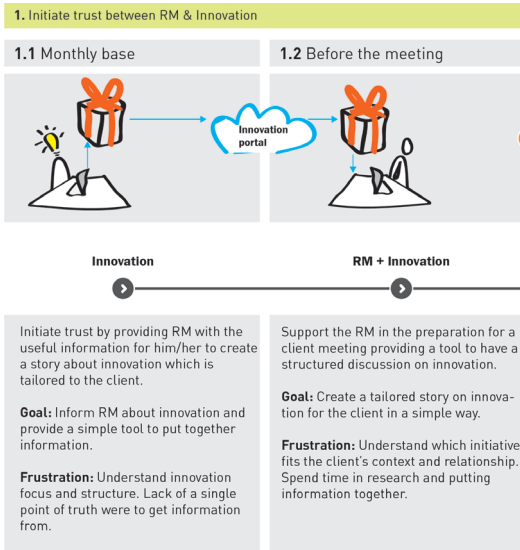 1. Initiate trust between RM & Innovation
1.1 Monthly base
1.2 Before the meeting
Innovation
portal
Innovation
RM + Innovation
Initiate trust by providing RM with the
useful information for him/her to create
a story about innovation which is
tailored to the client.
Goal: Inform RM about innovation and
provide a simple tool to put together
information.
Frustration: Understand innovation
focus and structure. Lack of a single
point of truth were to get information
from.
Support the RM in the preparation for a
client meeting providing a tool to have a
structured discussion on innovation.
Goal: Create a tailored story on innova-
tion for the client in a simple way.
Frustration: Understand which initiative
fits the client's context and relationship.
Spend time in research and putting
information together.